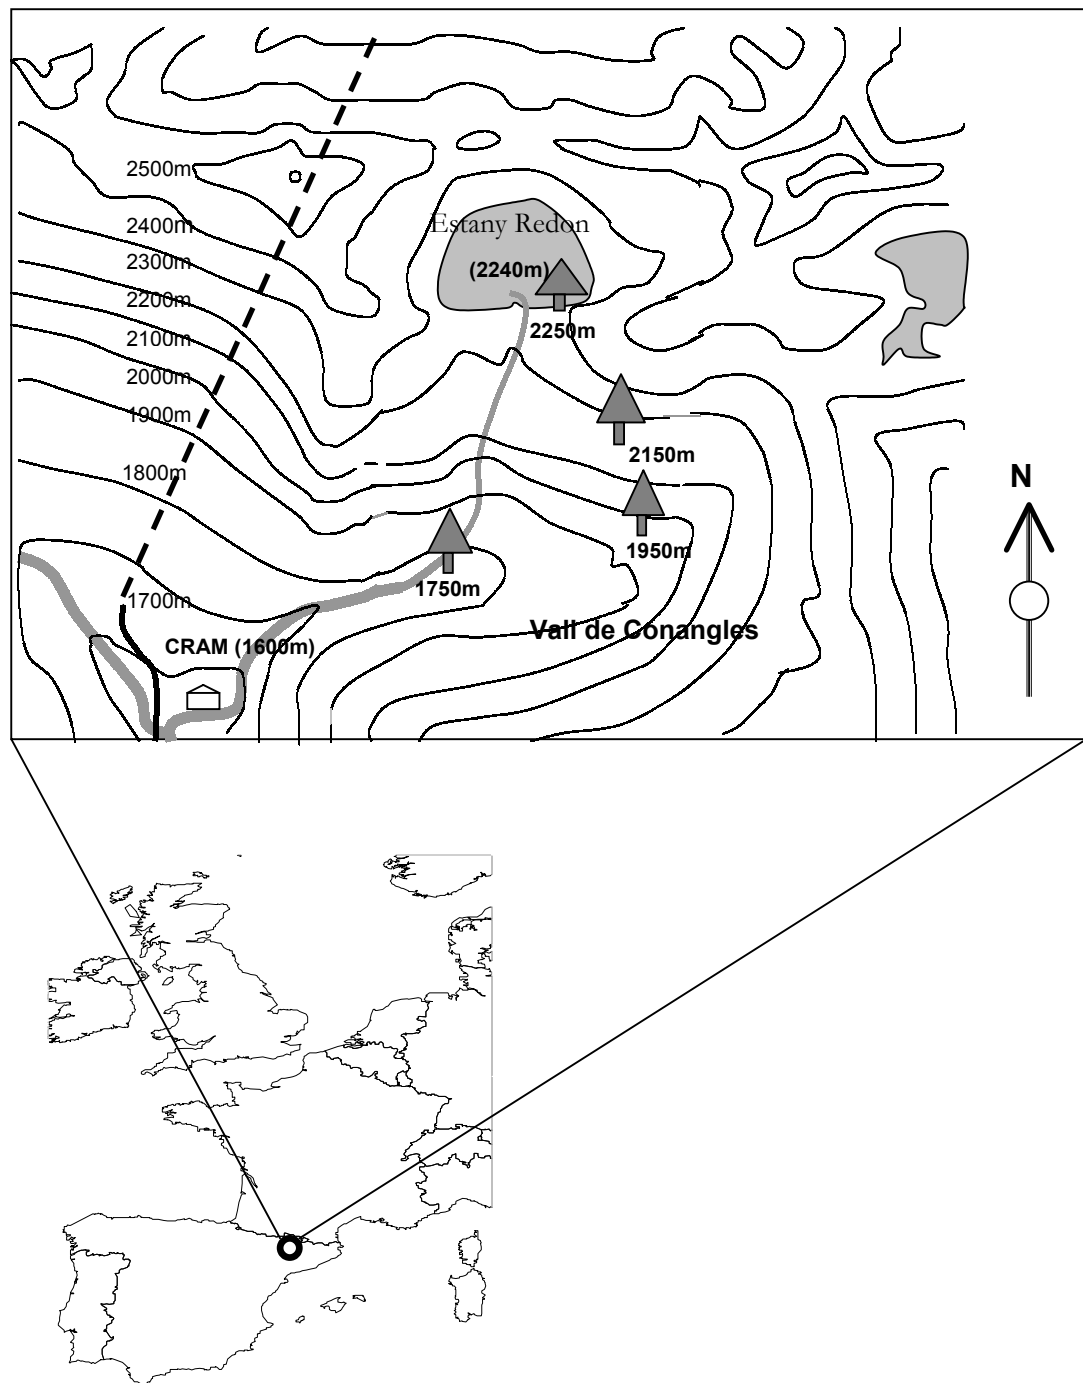 2500m
2400m
Estany Redon
2300m
(2240m)
2200m
2250m
2100m
2000m
1900m
2150m
1800m
N
1950m
1750m
1700m
Vall de Conangles
CRAM (1600m)